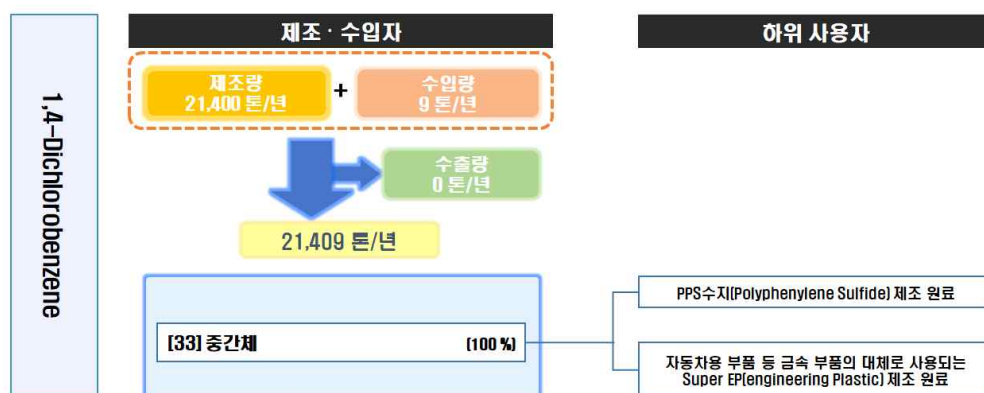 1,4-Dichlorobenzene
제조 · 수입자
하위 사용자
제조량
21,400 톤/년
+
수입량
9 톤/년
수출량
0 톤/년
21,409 톤/년
[33] 중간체 (100 %)
PPS수지(Polyphenylene Sulfide) 제조 원료
자동차용 부품 등 금속 부품의 대체로 사용되는
Super EP(engineering Plastic) 제조 원료